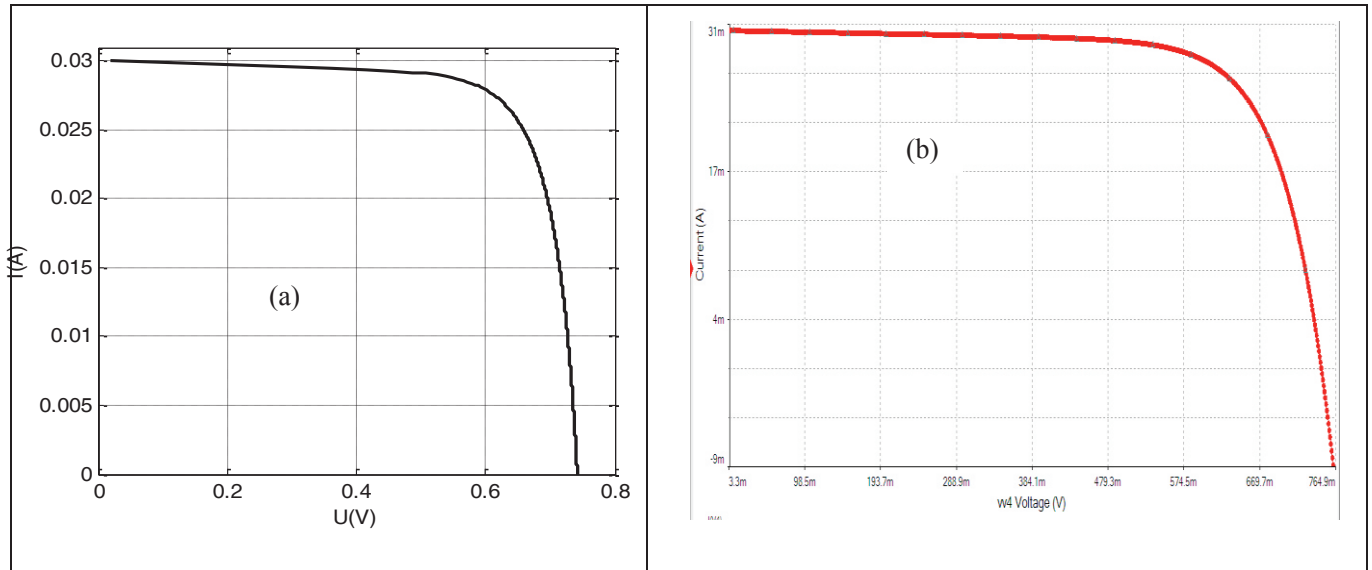 0.03
0.025
0.02
0.015
0.01
0.005
0
I(A)
(a)
0 0.2 0.4 0.6 0.8
U(V)
31m
17m
4m
-9m
Current (A)
(b)
3.3m 98.5m 193.7m 288.9m 384.1m 479.3m 574.5m 669.7m 764.9m
vv4 Voltage (V)